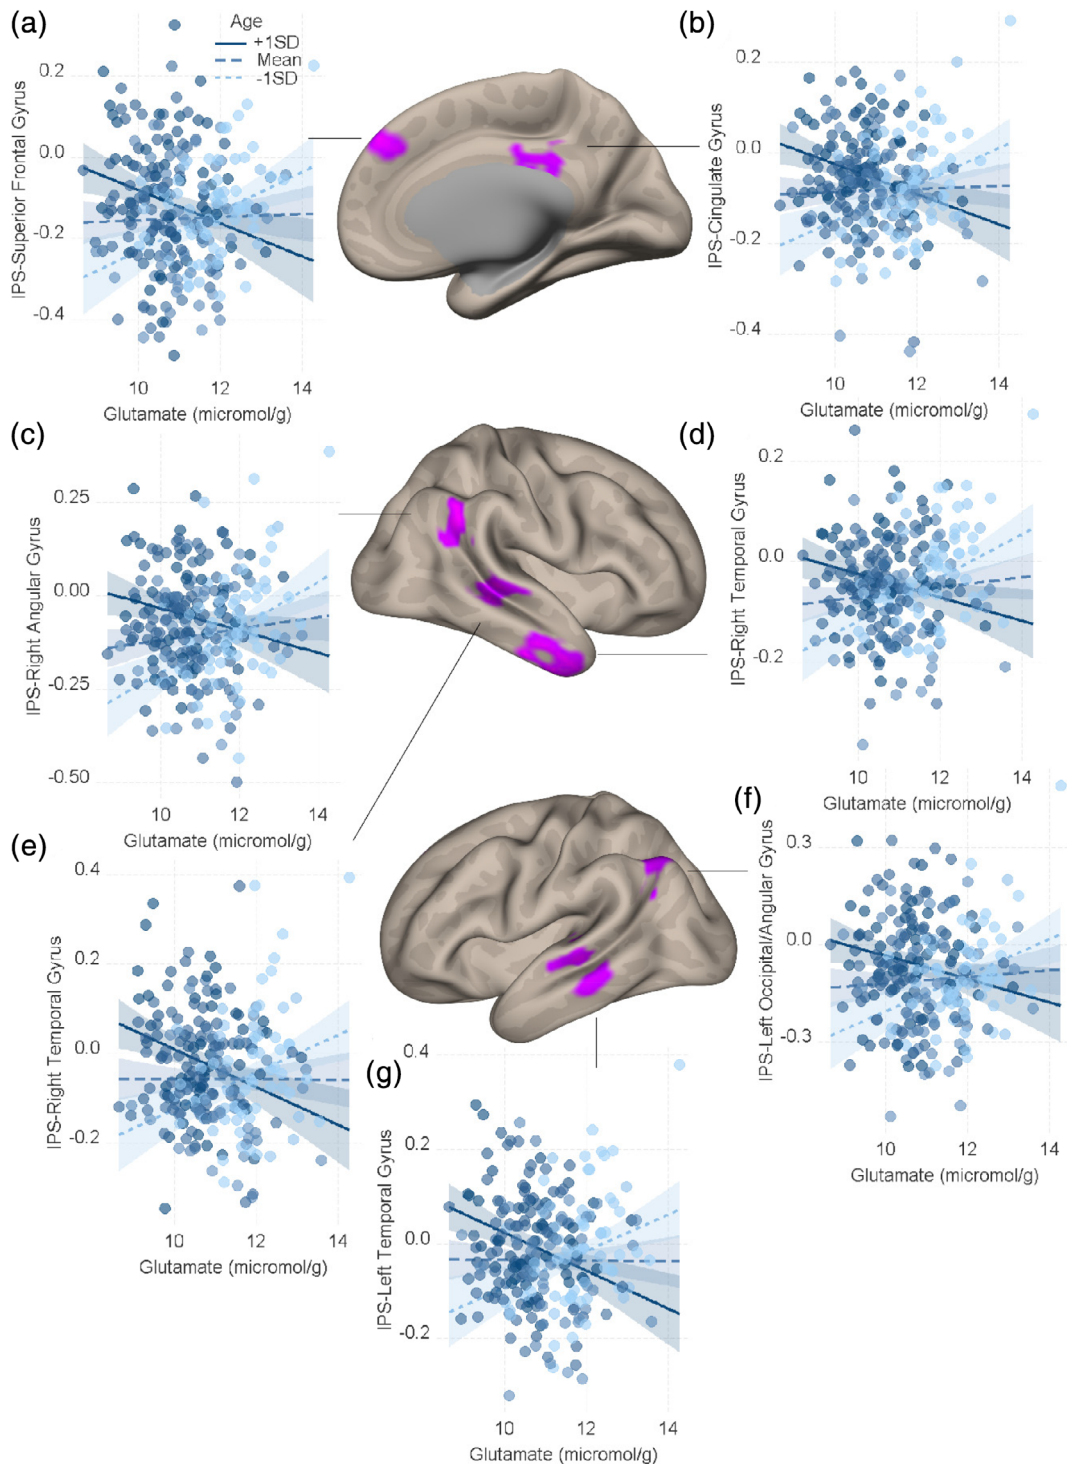 (a)
Age
+1SD
Mean
-1SD
IPS-Superior Frontal Gyrus
0.2
0.0
-0.2
-0.4
10 12 14
Glutamate (micromol/g)
(b)
IPS-Cingulate Gyrus
0.2
0.0
-0.2
-0.4
10 12 14
Glutamate (micromol/g)
(c)
IPS-Right Angular Gyrus
0.25
0.00
-0.25
-0.50
10 12 14
Glutamate (micromol/g)
(d)
IPS-Right Temporal Gyrus
0.2
0.0
-0.2
10 12 14
Glutamate (micromol/g)
(e)
IPS-Right Temporal Gyrus
0.4
0.2
0.0
-0.2
10 12 14
Glutamate (micromol/g)
(f)
IPS-Left Occipital/Angular Gyrus
0.3
0.0
-0.3
10 12 14
Glutamate (micromol/g)
(g)
IPS-Left Temporal Gyrus
0.4
0.2
0.0
-0.2
10 12 14
Glutamate (micromol/g)